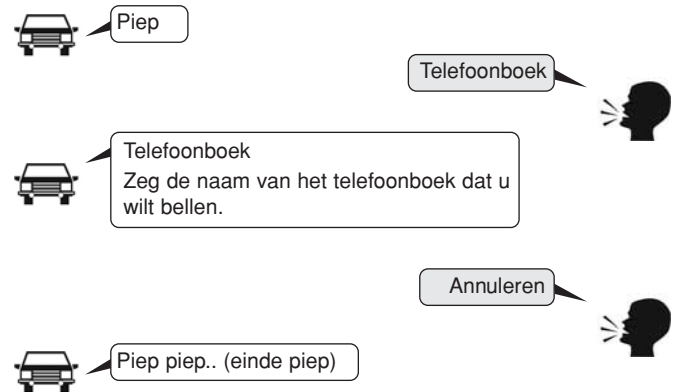 Piep
Telefoonboek
Telefoonboek
Zeg de naam van het telefoonboek dat u
wilt bellen.
Annuleren
Piep piep.. (einde piep)